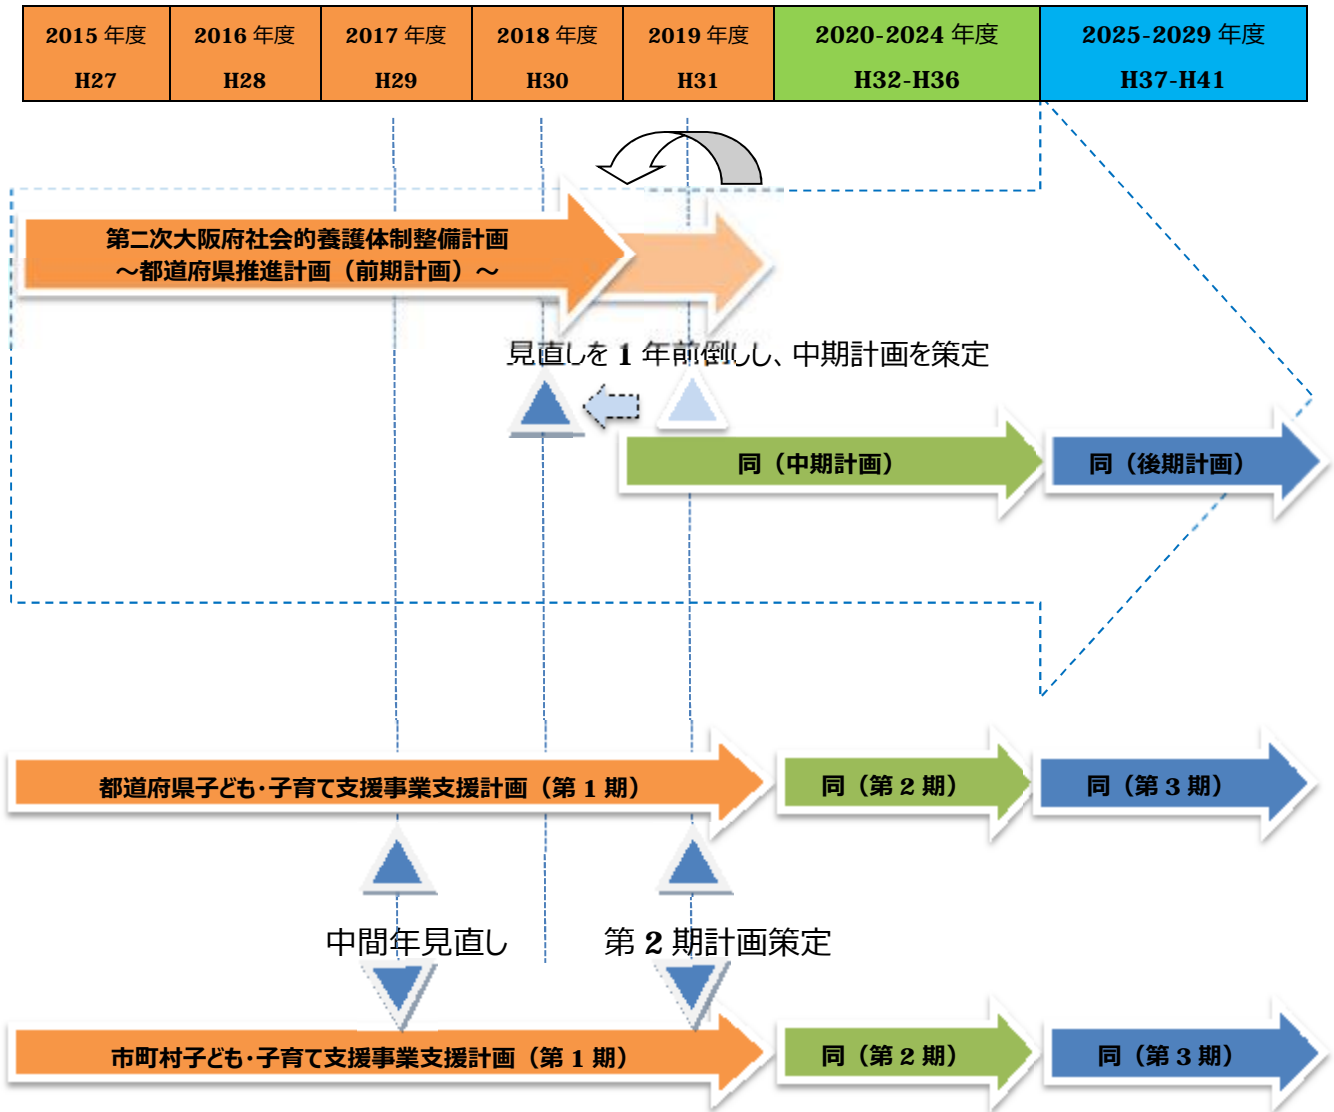 2015 年度 2016 年度 2017 年度 2018 年度 2019 年度 2020-2024 年度 2025-2029 年度
H27 H28 H29 H30 H31 H32-H36 H37-H41
第二次大阪府社会的養護体制整備計画
～都道府県推進計画（前期計画）～
見直しを 1 年前倒しし、中期計画を策定
同（中期計画） 同（後期計画）
都道府県子ども・子育て支援事業支援計画（第 1 期） 同（第 2 期） 同（第 3 期）
中間年見直し 第 2 期計画策定
市町村子ども・子育て支援事業支援計画（第 1 期） 同（第 2 期） 同（第 3 期）